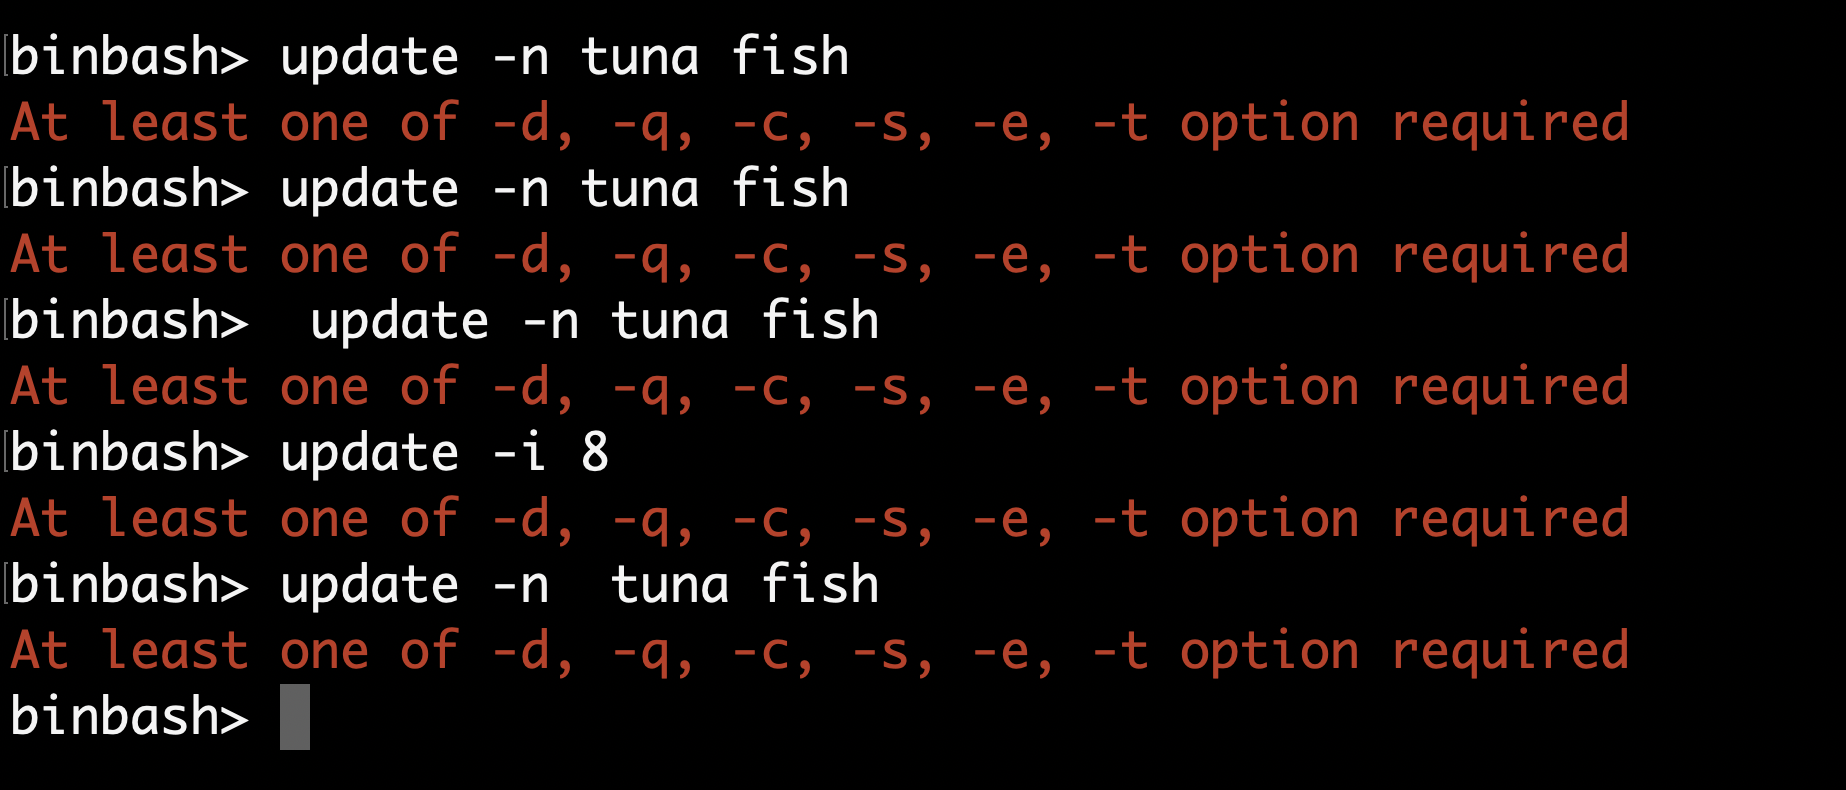 [binbash> update -n tuna fish
At least one of -d, -q, -c, -s, -e, -t option required
[binbash> update -n tuna fish
At least one of -d, -q, -c, -s, -e, -t option required
[binbash>  update -n tuna fish
At least one of -d, -q, -c, -s, -e, -t option required
[binbash> update -i 8
At least one of -d, -q, -c, -s, -e, -t option required
[binbash> update -n  tuna fish
At least one of -d, -q, -c, -s, -e, -t option required
binbash>